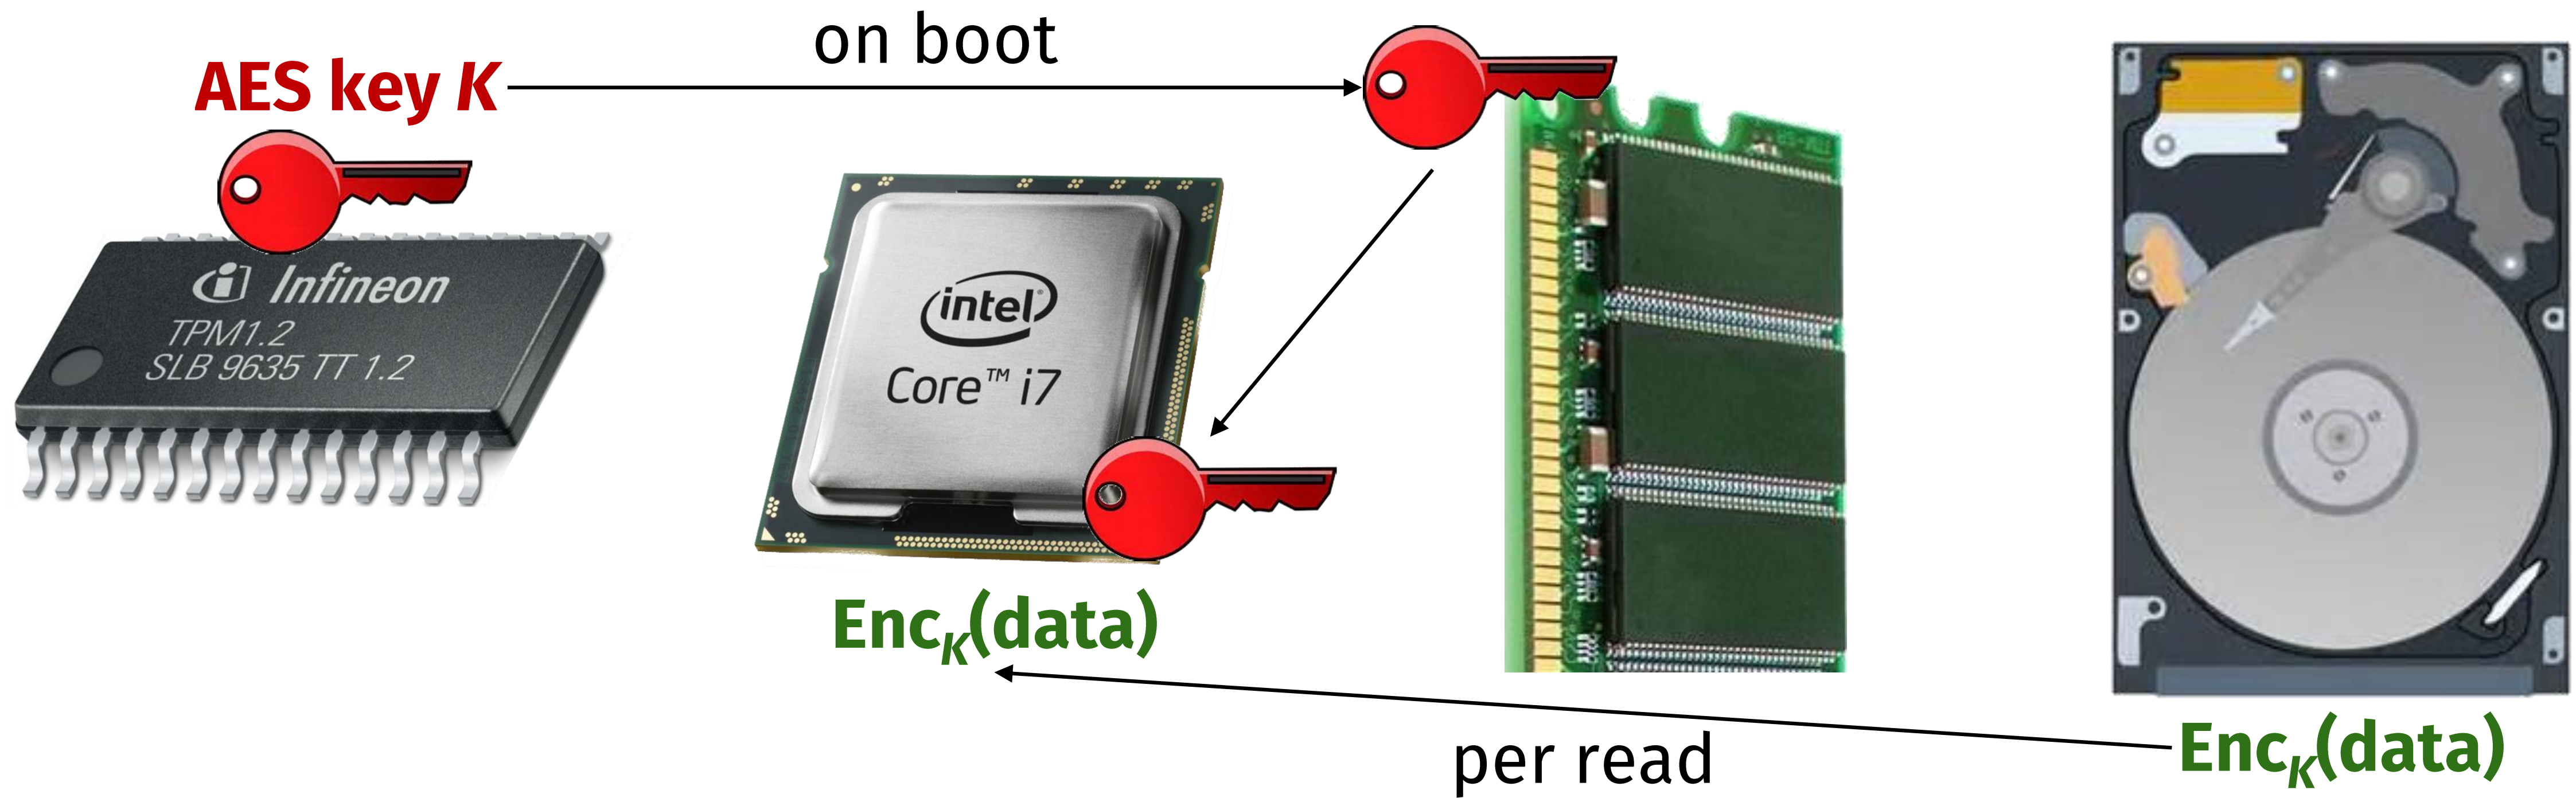 on boot
AES key K
Infineon
TPM1.2
SLB 9635 TT 1.2
intel®
Core™ i7
EncK(data)
per read
EncK(data)